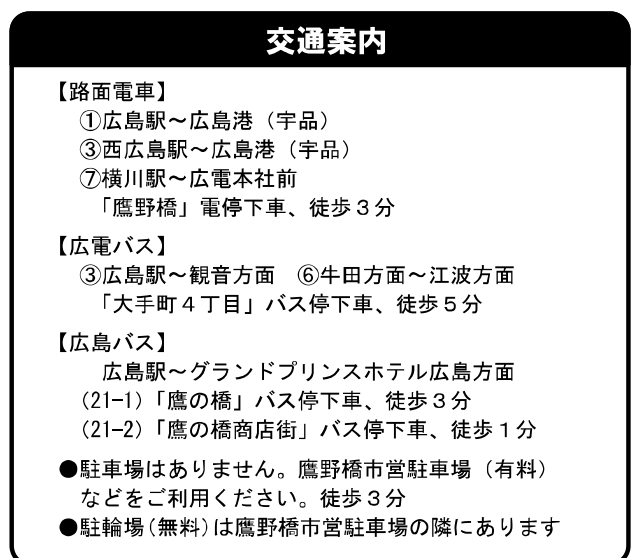 交通案内
【路面電車】
①広島駅～広島港（宇品）
③西広島駅～広島港（宇品）
⑦横川駅～広電本社前
「鷹野橋」電停下車、徒歩３分
【広電バス】
③広島駅～観音方面　⑥牛田方面～江波方面
「大手町４丁目」バス停下車、徒歩５分
【広島バス】
広島駅～グランドプリンスホテル広島方面
(21-1)「鷹の橋」バス停下車、徒歩３分
(21-2)「鷹の橋商店街」バス停下車、徒歩１分
●駐車場はありません。鷹野橋市営駐車場（有料）
などをご利用ください。徒歩３分
●駐輪場(無料)は鷹野橋市営駐車場の隣にあります